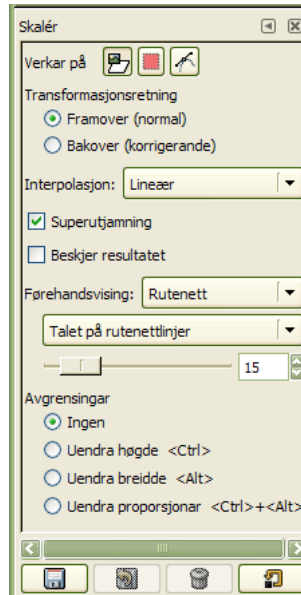 Skalér
Verkar på
Transformasjonsretning
Framover (normal)
Bakover (korrigerande)
Interpolasjon: Lineær
Superutjamning
Beskjer resultatet
Førehandsvising: Rutenett
Talet på rutenettlinjer
15
Avgrensingar
Ingen
Uendra høgde <Ctrl>
Uendra breidde <Alt>
Uendra proporsjonar <Ctrl>+<Alt>